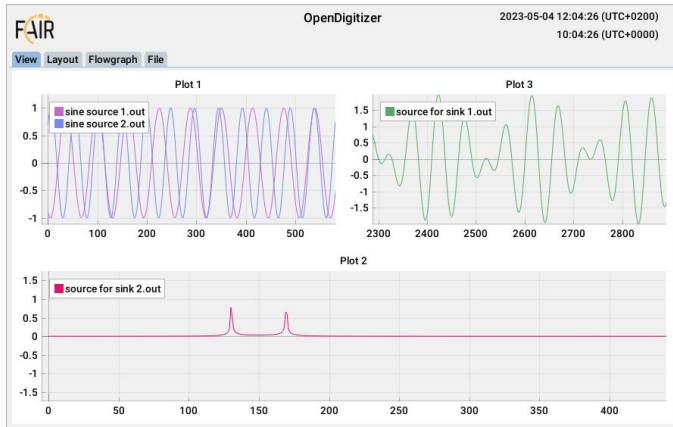 FAIR
OpenDigitizer
2023-05-04 12:04:26 (UTC+0200)
10:04:26 (UTC+0000)
View Layout Flowgraph File
Plot 1
sine source 1.out
sine source 2.out
1
0.5
0
-0.5
-1
0 100 200 300 400 500
Plot 3
source for sink 1.out
1.5
1
0.5
0
-0.5
-1
-1.5
2300 2400 2500 2600 2700 2800
Plot 2
source for sink 2.out
1.5
1
0.5
0
-0.5
-1
-1.5
0 50 100 150 200 250 300 350 400